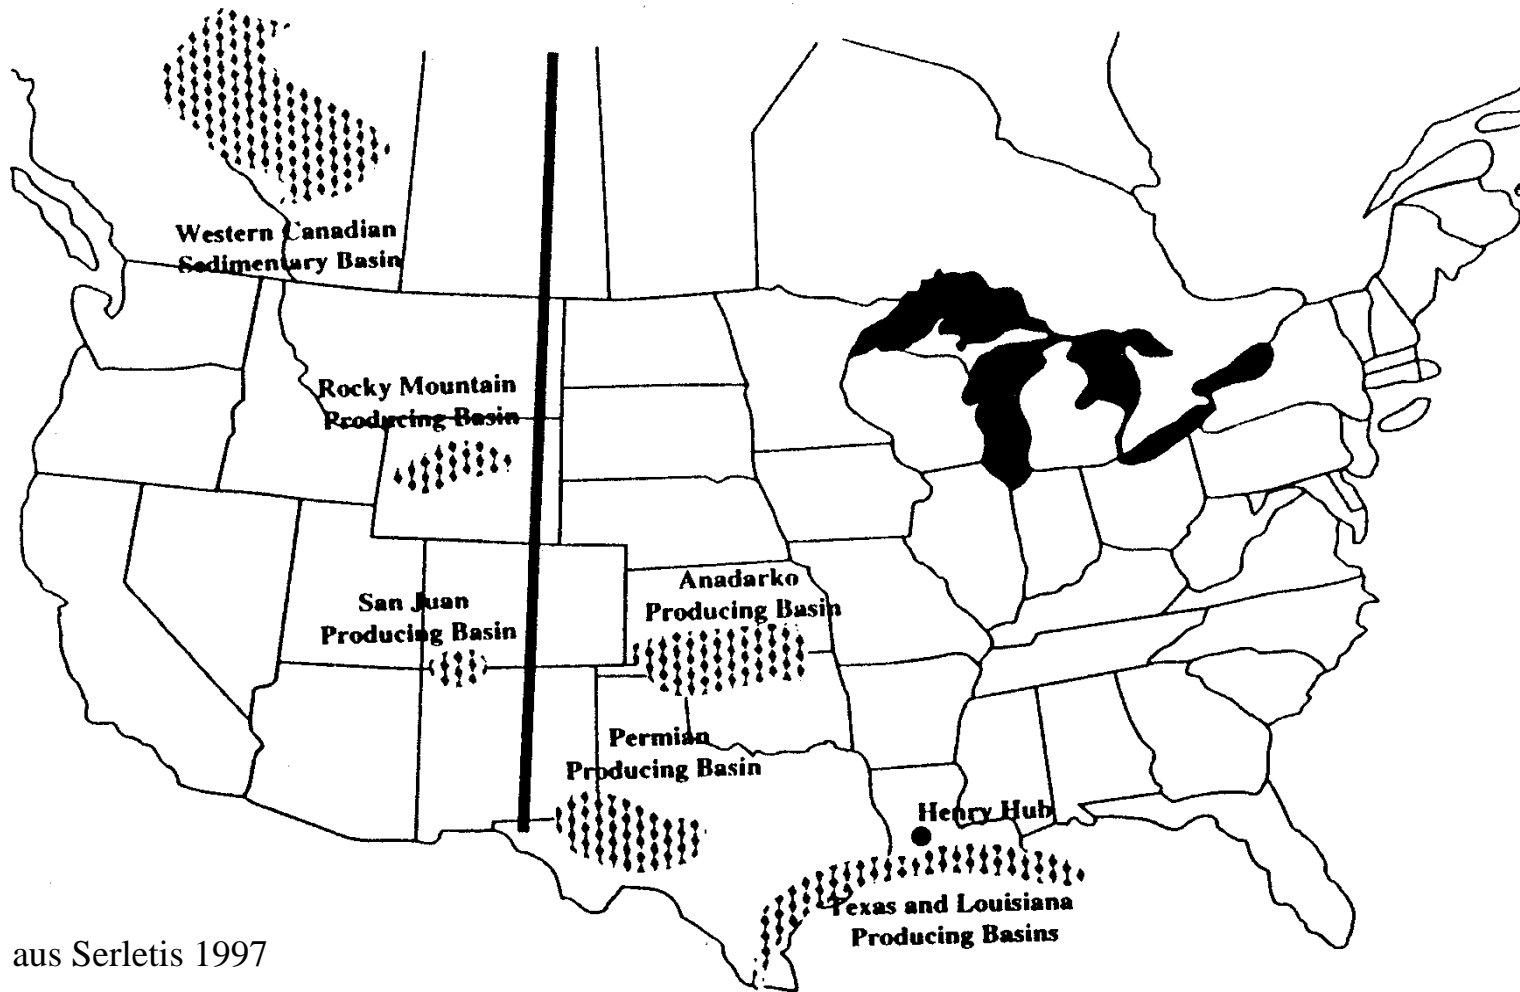 Western Canadian
Sedimentary Basin
Rocky Mountain
Producing Basin
San Juan
Producing Basin
Anadarko
Producing Basin
Permian
Producing Basin
Henry Hub
Texas and Louisiana
Producing Basins
aus Serletis 1997